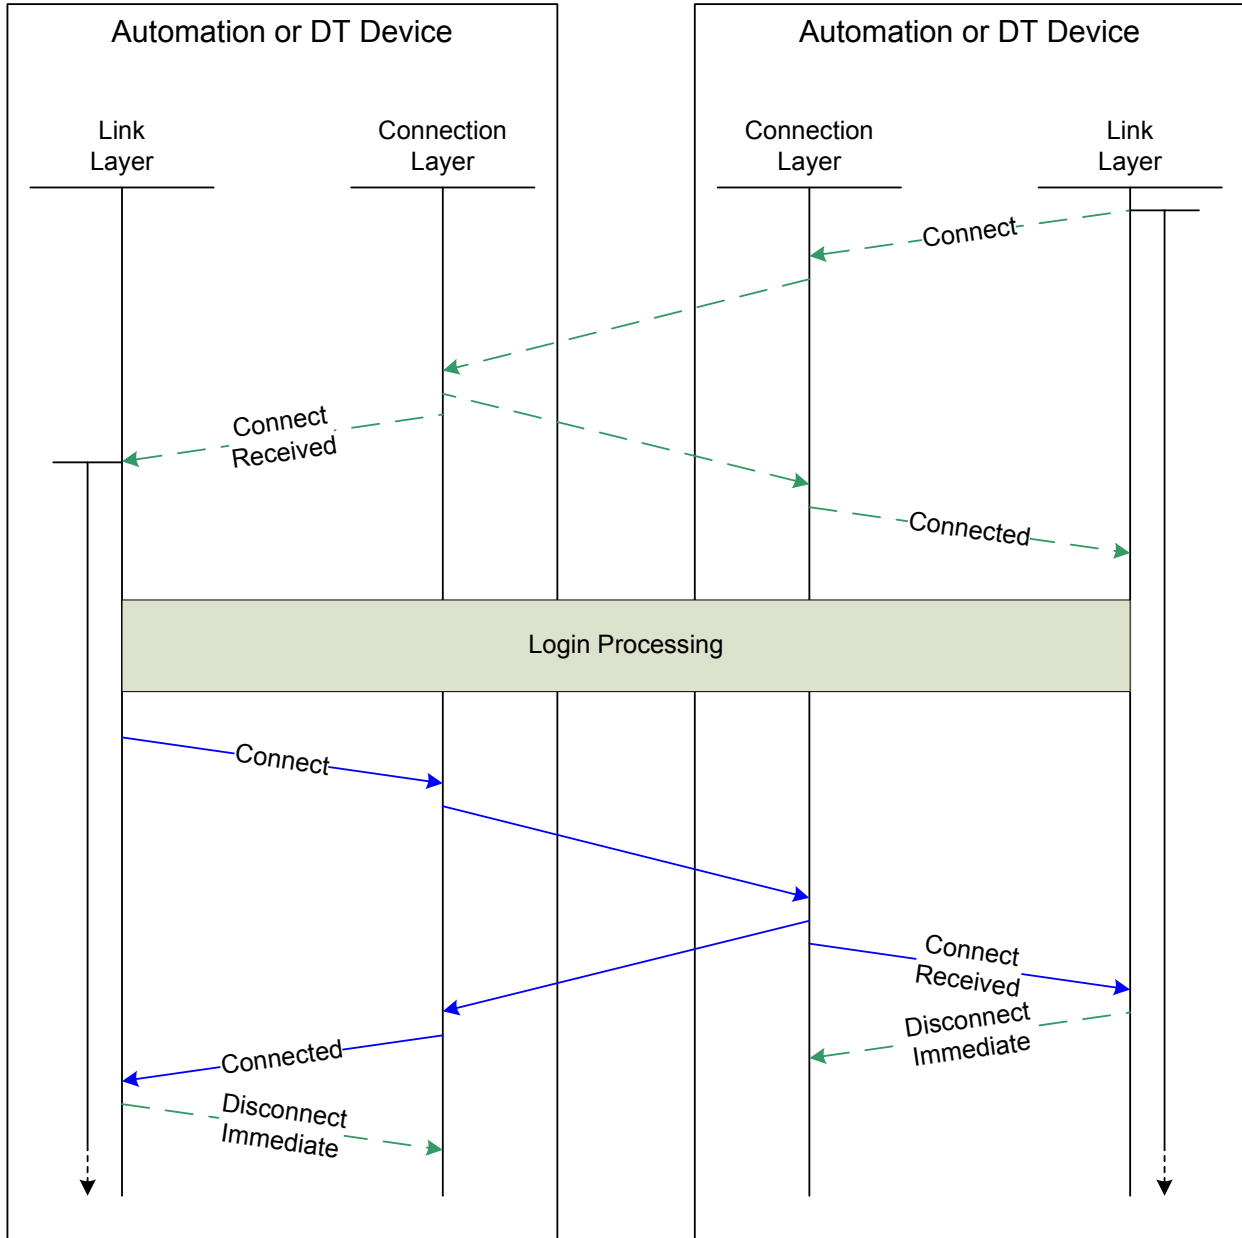 Automation or DT Device
Automation or DT Device
Link
Layer
Connection
Layer
Connection
Layer
Link
Layer
Connect
Connect
Received
Connected
Login Processing
Connect
Connect
Received
Disconnect
Immediate
Connected
Disconnect
Immediate